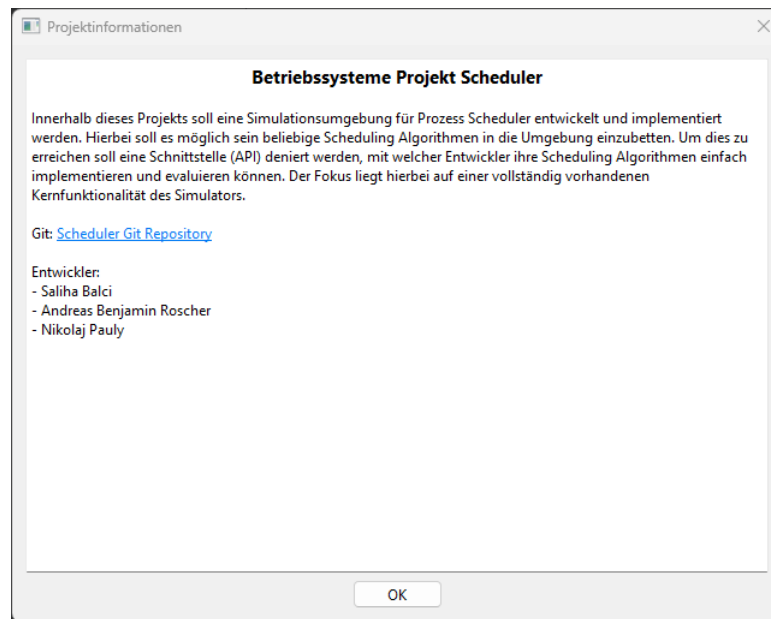 Projektinformationen
Betriebssysteme Projekt Scheduler
Innerhalb dieses Projekts soll eine Simulationsumgebung für Prozess Scheduler entwickelt und implementiert
werden. Hierbei soll es möglich sein beliebige Scheduling Algorithmen in die Umgebung einzubetten. Um dies zu
erreichen soll eine Schnittstelle (API) deniert werden, mit welcher Entwickler ihre Scheduling Algorithmen einfach
implementieren und evaluieren können. Der Fokus liegt hierbei auf einer vollständig vorhandenen
Kernfunktionalität des Simulators.
Git: Scheduler Git Repository
Entwickler:
- Saliha Balci
- Andreas Benjamin Roscher
- Nikolaj Pauly
OK